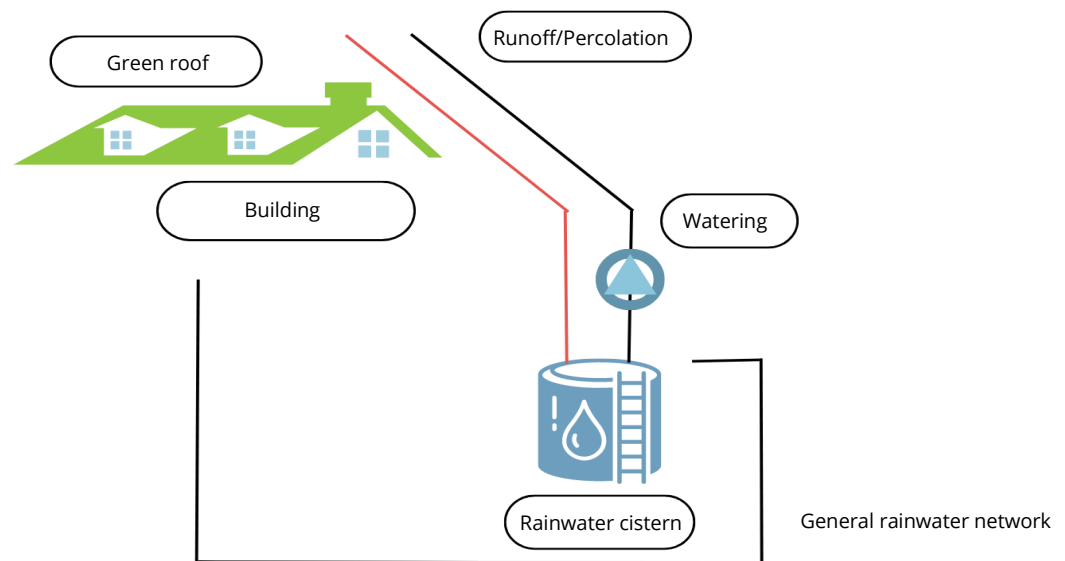 Runoff/Percolation
Green roof
Building
Watering
Rainwater cistern
General rainwater network